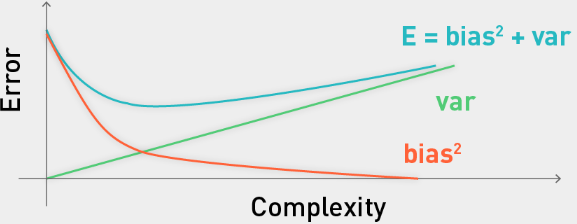 E = bias² + var
Error
var
bias²
Complexity